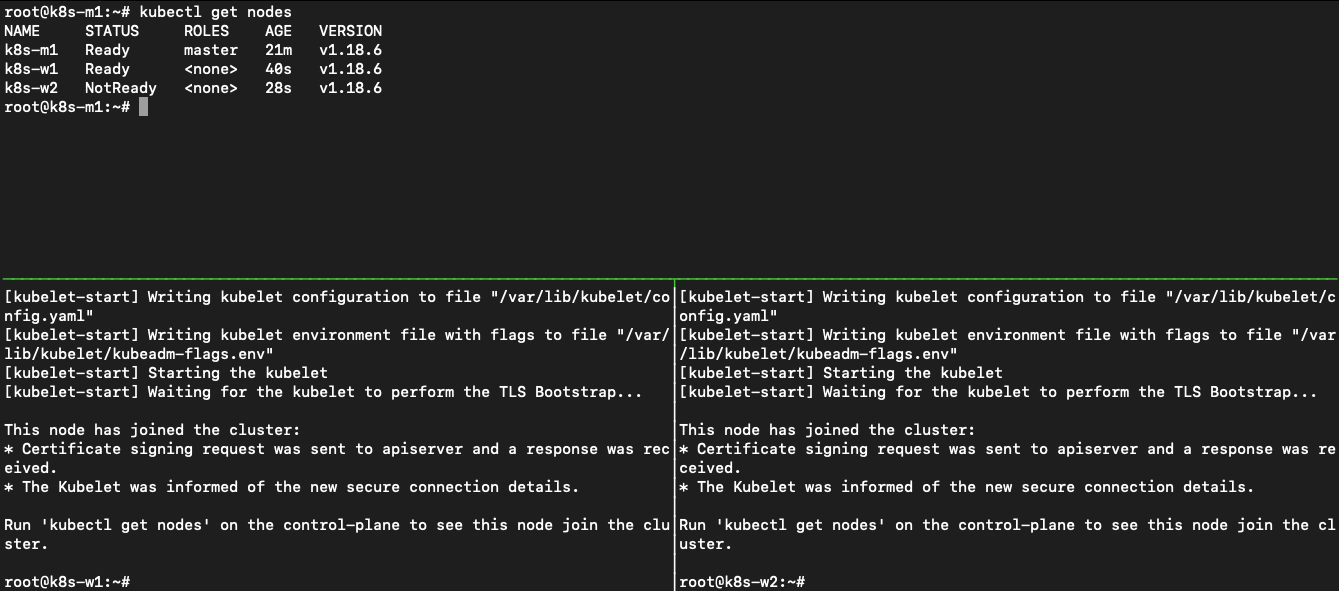 root@k8s-m1:~# kubectl get nodes
NAME     STATUS     ROLES    AGE   VERSION
k8s-m1   Ready      master   21m   v1.18.6
k8s-w1   Ready      <none>   40s   v1.18.6
k8s-w2   NotReady   <none>   28s   v1.18.6
root@k8s-m1:~#
[kubelet-start] Writing kubelet configuration to file "/var/lib/kubelet/co
nfig.yaml"
[kubelet-start] Writing kubelet environment file with flags to file "/var/
lib/kubelet/kubeadm-flags.env"
[kubelet-start] Starting the kubelet
[kubelet-start] Waiting for the kubelet to perform the TLS Bootstrap...
This node has joined the cluster:
* Certificate signing request was sent to apiserver and a response was rec
eived.
* The Kubelet was informed of the new secure connection details.
Run 'kubectl get nodes' on the control-plane to see this node join the clu
ster.
root@k8s-w1:~#
[kubelet-start] Writing kubelet configuration to file "/var/lib/kubelet/c
onfig.yaml"
[kubelet-start] Writing kubelet environment file with flags to file "/var
/lib/kubelet/kubeadm-flags.env"
[kubelet-start] Starting the kubelet
[kubelet-start] Waiting for the kubelet to perform the TLS Bootstrap...
This node has joined the cluster:
* Certificate signing request was sent to apiserver and a response was re
ceived.
* The Kubelet was informed of the new secure connection details.
Run 'kubectl get nodes' on the control-plane to see this node join the cl
uster.
root@k8s-w2:~#